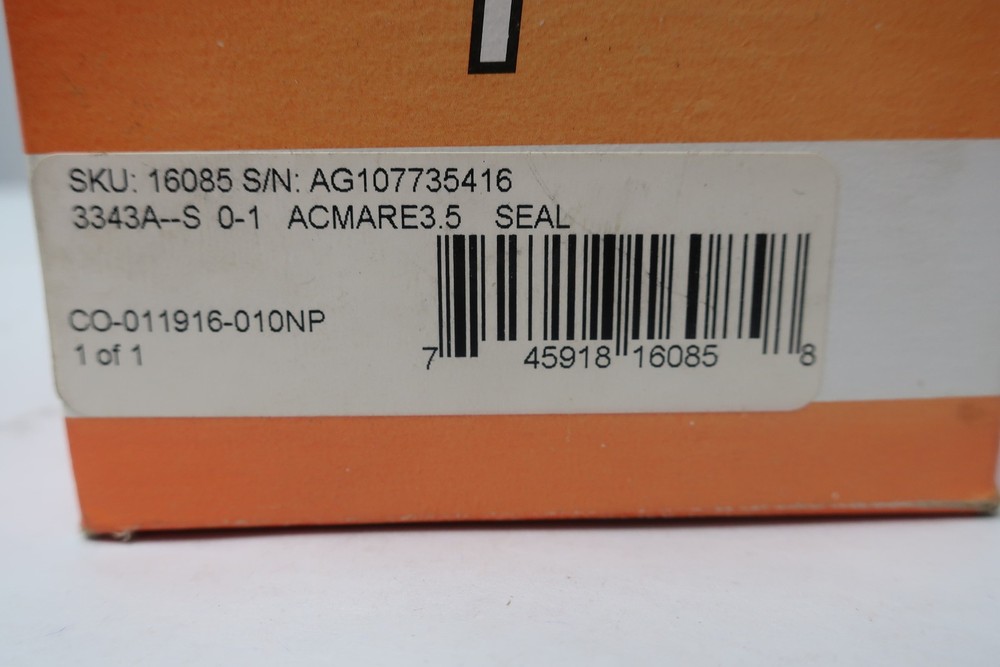 SKU: 16085 S/N: AG107735416
3343A--S 0-1 ACMARE3.5 SEAL
CO-011916-010NP
1 of 1
7 45918 16085 8